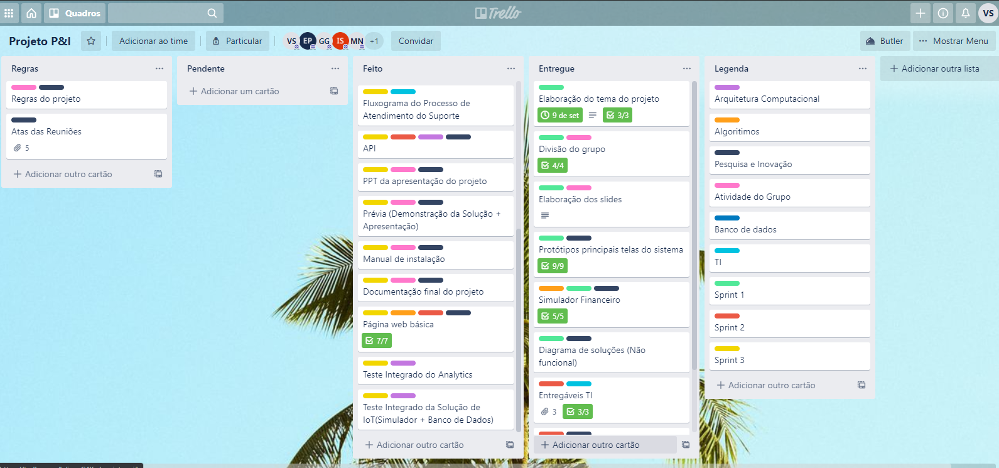 Quadros
Trello
VS
Projeto P&I
Adicionar ao time
Particular
VS EP GG IS MN +1
Convidar
Butler
Mostrar Menu
Regras
Regras do projeto
Atas das Reuniões
5
Adicionar outro cartão
Pendente
Adicionar um cartão
Feito
Fluxograma do Processo de
Atendimento do Suporte
API
PPT da apresentação do projeto
Prévia (Demonstração da Solução +
Apresentação)
Manual de instalação
Documentação final do projeto
Página web básica
7/7
Teste Integrado do Analytics
Teste Integrado da Solução de
IoT(Simulador + Banco de Dados)
Adicionar outro cartão
Entregue
Elaboração do tema do projeto
9 de set 3/3
Divisão do grupo
4/4
Elaboração dos slides
Protótipos principais telas do sistema
9/9
Simulador Financeiro
5/5
Diagrama de soluções (Não
funcional)
Entregáveis TI
3 3/3
Adicionar outro cartão
Legenda
Arquitetura Computacional
Algoritimos
Pesquisa e Inovação
Atividade do Grupo
Banco de dados
TI
Sprint 1
Sprint 2
Sprint 3
Adicionar outro cartão
Adicionar outra lista